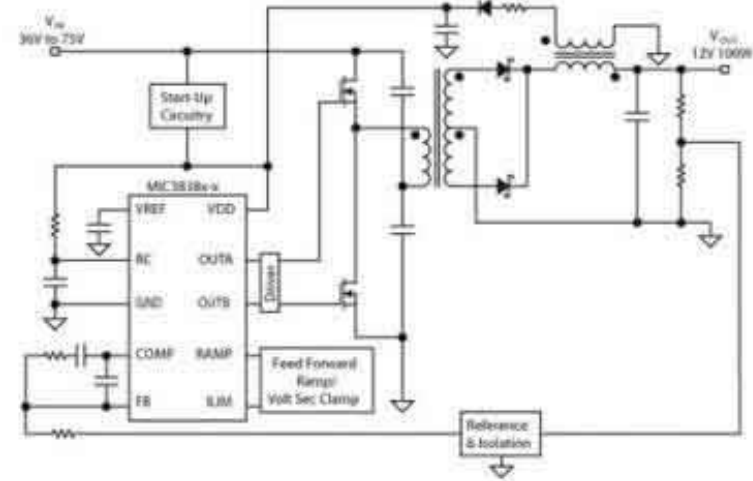 VIN
36V to 75V
VOUT
12V 100W
Start-Up
Circuitry
MIC3838x-x
VREF VDD
RC OUTA
Driver
GND OUTB
COMP RAMP
Feed Forward
Ramp/
Volt Sec Clamp
FB ILIM
Reference
& Isolation